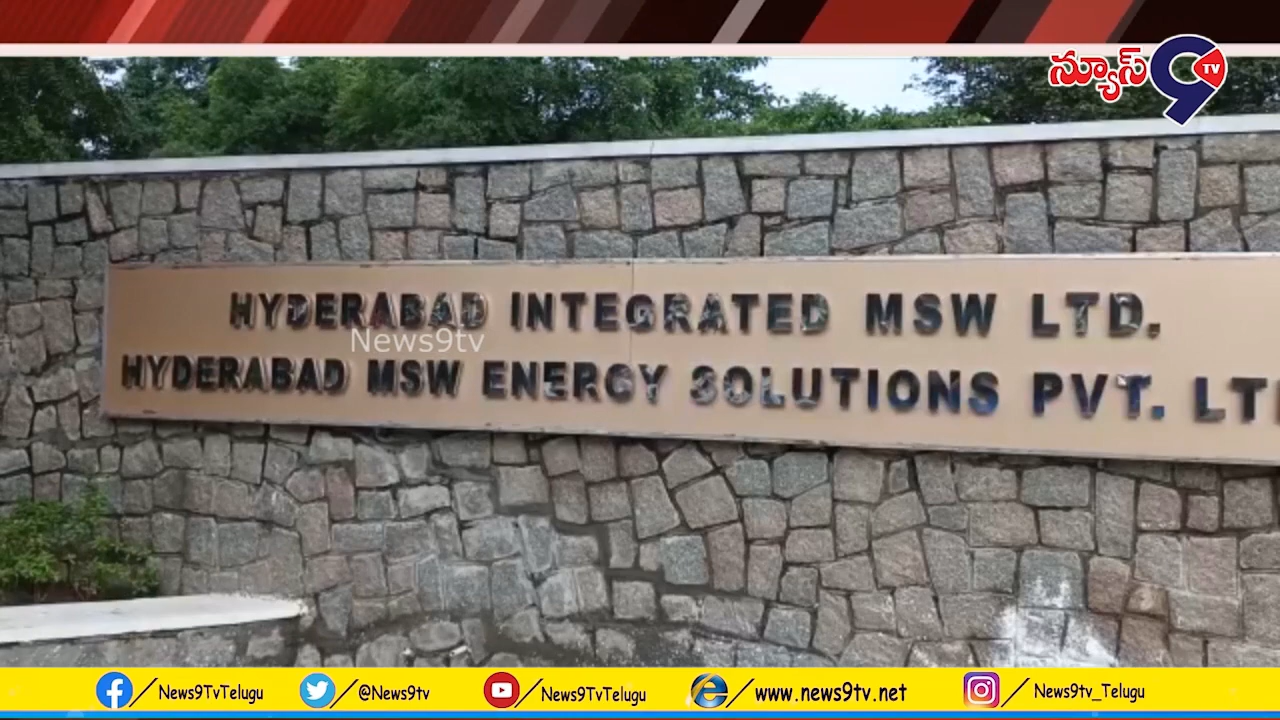 న్యూస్ 9 TV
HYDERABAD INTEGRATED MSW LTD.
News9tv
HYDERABAD MSW ENERGY SOLUTIONS PVT. LT
News9TvTelugu
@News9tv
News9TvTelugu
www.news9tv.net
News9tv_Telugu